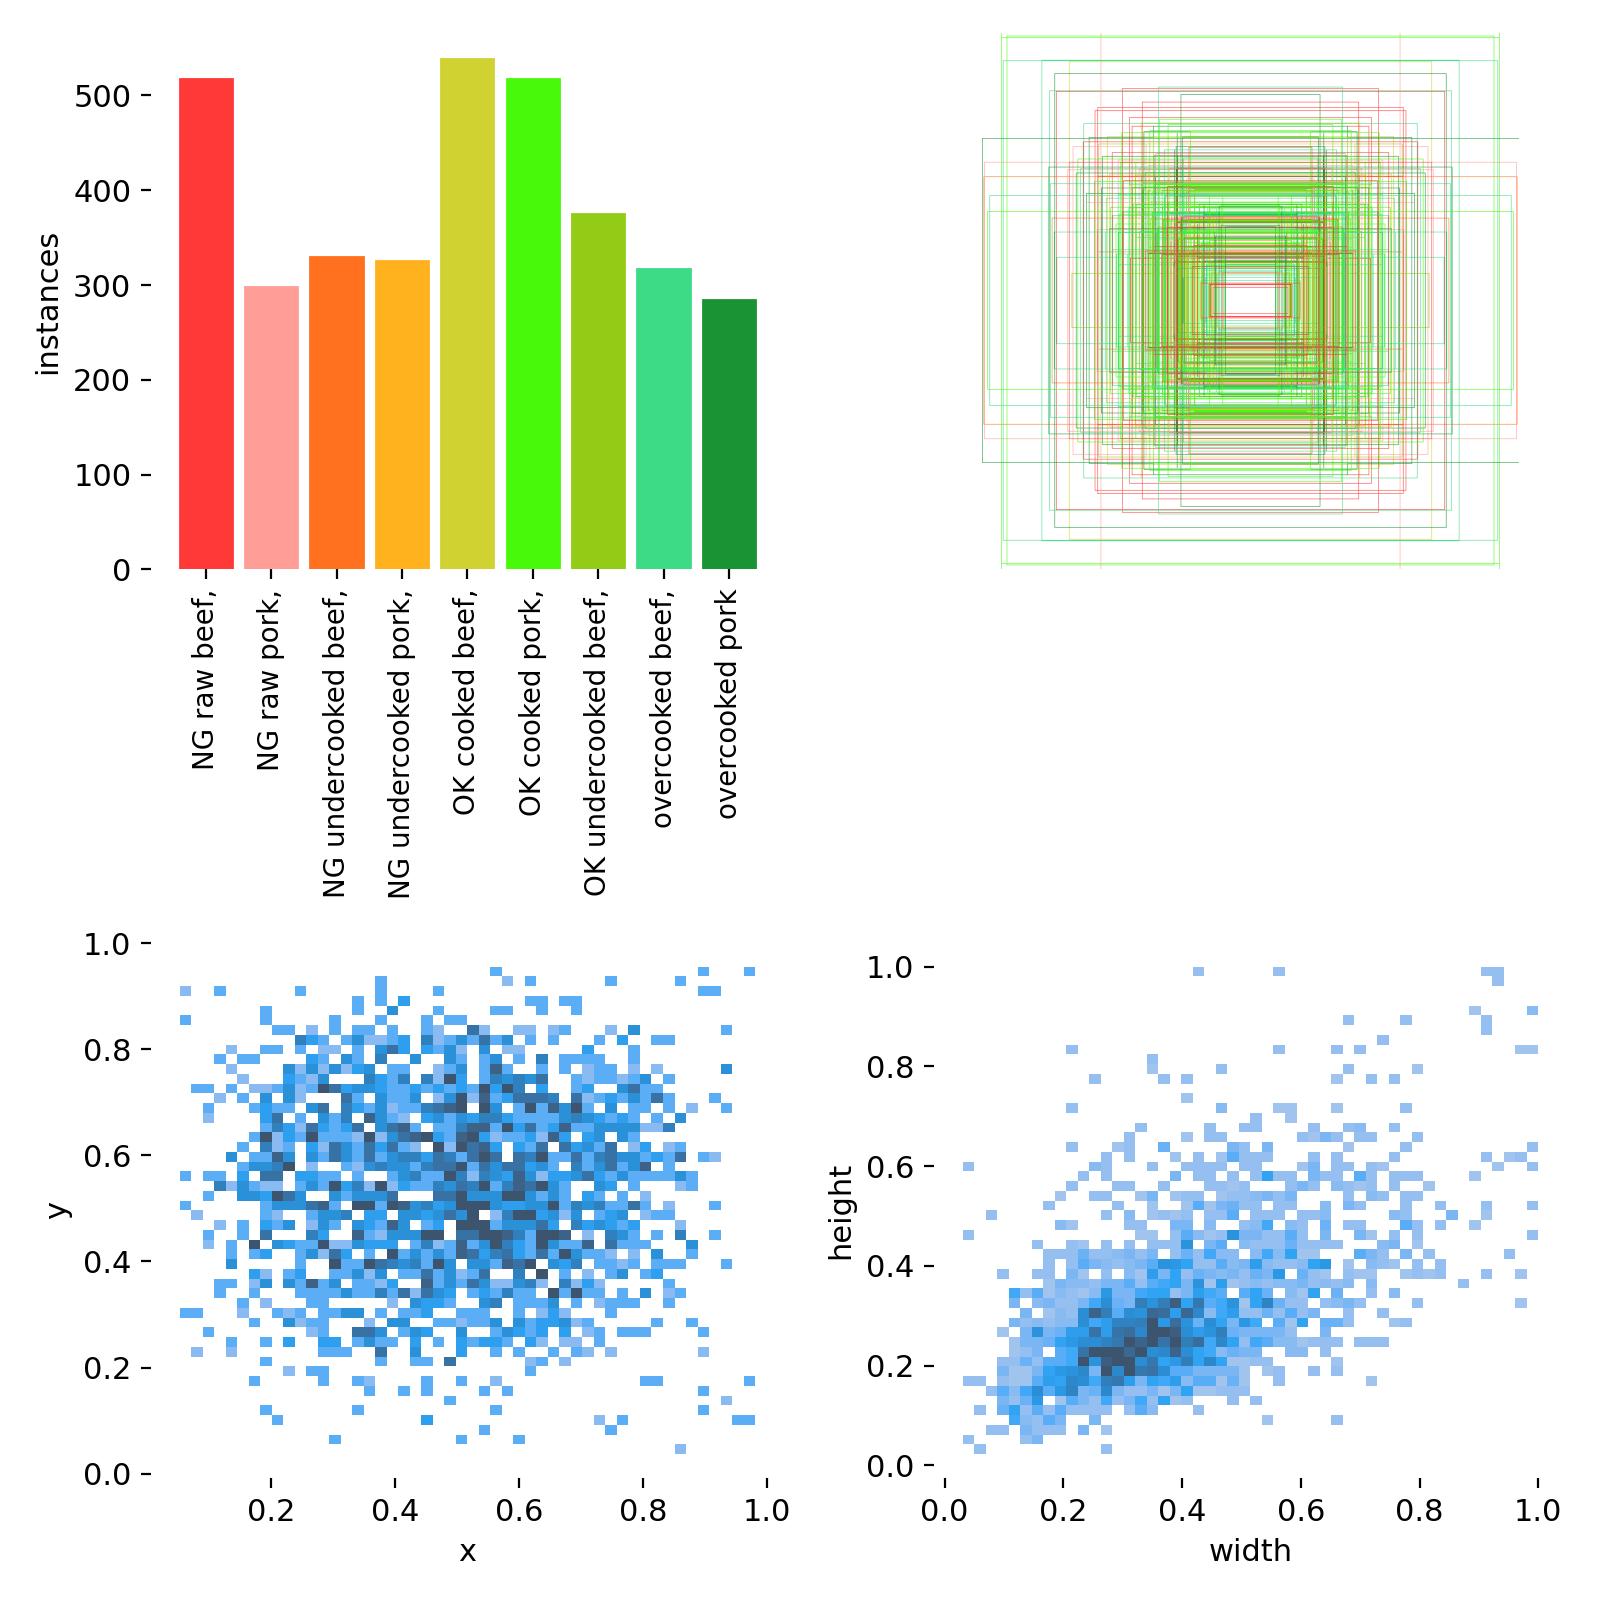 instances
500
400
300
200
100
0
NG raw beef,
NG raw pork,
NG undercooked beef,
NG undercooked pork,
OK cooked beef,
OK cooked pork,
OK undercooked beef,
overcooked beef,
overcooked pork
y
1.0
0.8
0.6
0.4
0.2
0.0
0.2 0.4 0.6 0.8 1.0
x
height
1.0
0.8
0.6
0.4
0.2
0.0
0.0 0.2 0.4 0.6 0.8 1.0
width